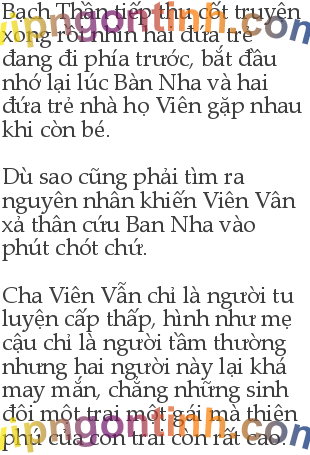 Bạch Thần tiếp thu cốt truyện
xong rồi nhìn hai đứa trẻ
đang đi phía trước, bắt đầu
nhớ lại lúc Bàn Nha và hai
đứa trẻ nhà họ Viên gặp nhau
khi còn bé.
Dù sao cũng phải tìm ra
nguyên nhân khiến Viên Vân
xả thân cứu Ban Nha vào
phút chót chứ.
Cha Viên Vẫn chỉ là người tu
luyện cấp thấp, hình như mẹ
cậu chỉ là người tầm thường
nhưng hai người này lại khá
may mắn, chẳng những sinh
đôi một trai một gái mà thiên
phú của con trai còn rất cao.
vipngontinh.com
vipngontinh.com